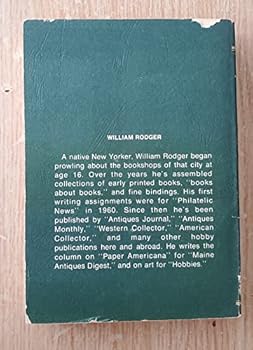 WILLIAM RODGER
A native New Yorker, William Rodger began
prowling about the bookshops of that city at
age 16. Over the years he's assembled
collections of early printed books, "books
about books," and fine bindings. His first
writing assignments were for "Philatelic
News" in 1960. Since then he's been
published by "Antiques Journal," "Antiques
Monthly," "Western Collector," "American
Collector," and many other hobby
publications here and abroad. He writes the
column on "Paper Americana" for "Maine
Antiques Digest," and on art for "Hobbies."